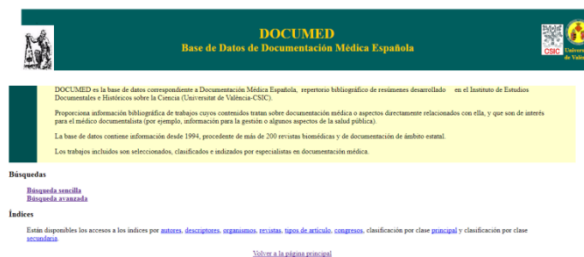 DOCUMED
Base de Datos de Documentación Médica Española
CSIC
DOCUMED es la base de datos correspondiente a Documentación Médica Española, repertorio bibliográfico de resúmenes desarrollado en el Instituto de Estudios
Documentales e Históricos sobre la Ciencia (Universitat de València-CSIC).
Proporciona información bibliográfica de trabajos cuyos contenidos tratan sobre documentación médica o aspectos directamente relacionados con ella, y que son de interés
para el médico documentalista (por ejemplo, información para la gestión o algunos aspectos de la salud pública).
La base de datos contiene información desde 1994, procedente de más de 200 revistas biomédicas y de documentación de ámbito estatal.
Los trabajos incluidos son seleccionados, clasificados e indizados por especialistas en documentación médica.
Búsquedas
Búsqueda sencilla
Búsqueda avanzada
Índices
Están disponibles los accesos a los índices por autores, descriptores, organismos, revistas, tipos de artículo, congresos, clasificación por clase principal y clasificación por clase
secundaria.
Volver a la página principal